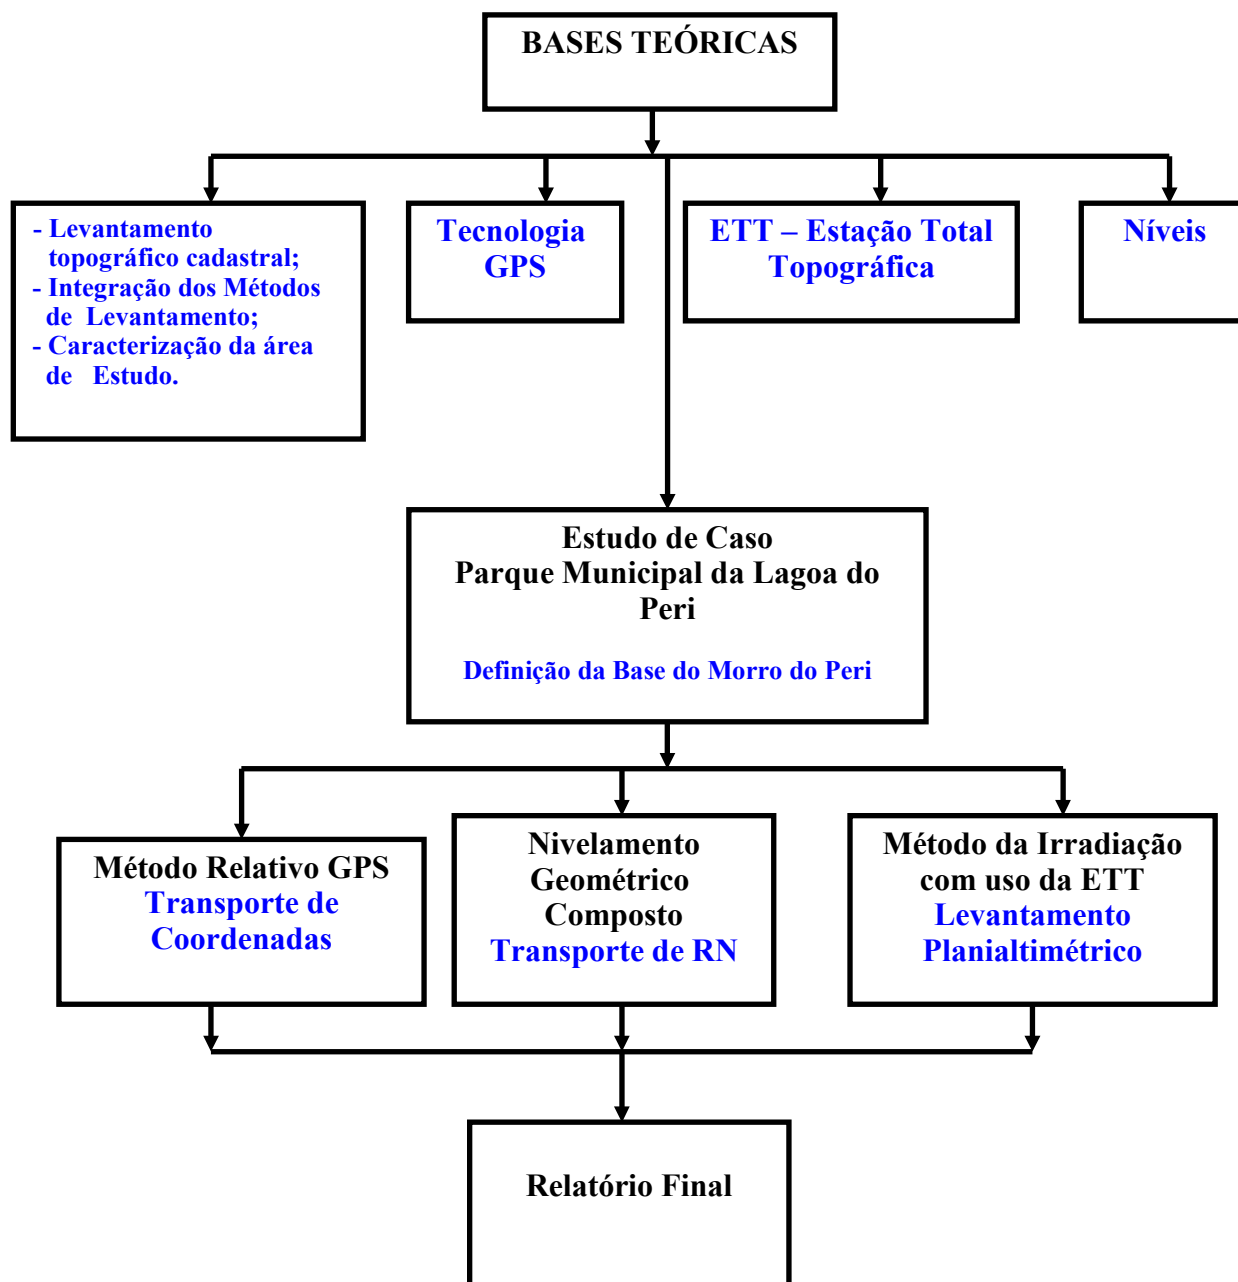 BASES TEÓRICAS
- Levantamento
topográfico cadastral;
- Integração dos Métodos
de Levantamento;
- Caracterização da área
de Estudo.
Tecnologia
GPS
ETT – Estação Total
Topográfica
Níveis
Estudo de Caso
Parque Municipal da Lagoa do
Peri
Definição da Base do Morro do Peri
Método Relativo GPS
Transporte de
Coordenadas
Nivelamento
Geométrico
Composto
Transporte de RN
Método da Irradiação
com uso da ETT
Levantamento
Planialtimétrico
Relatório Final